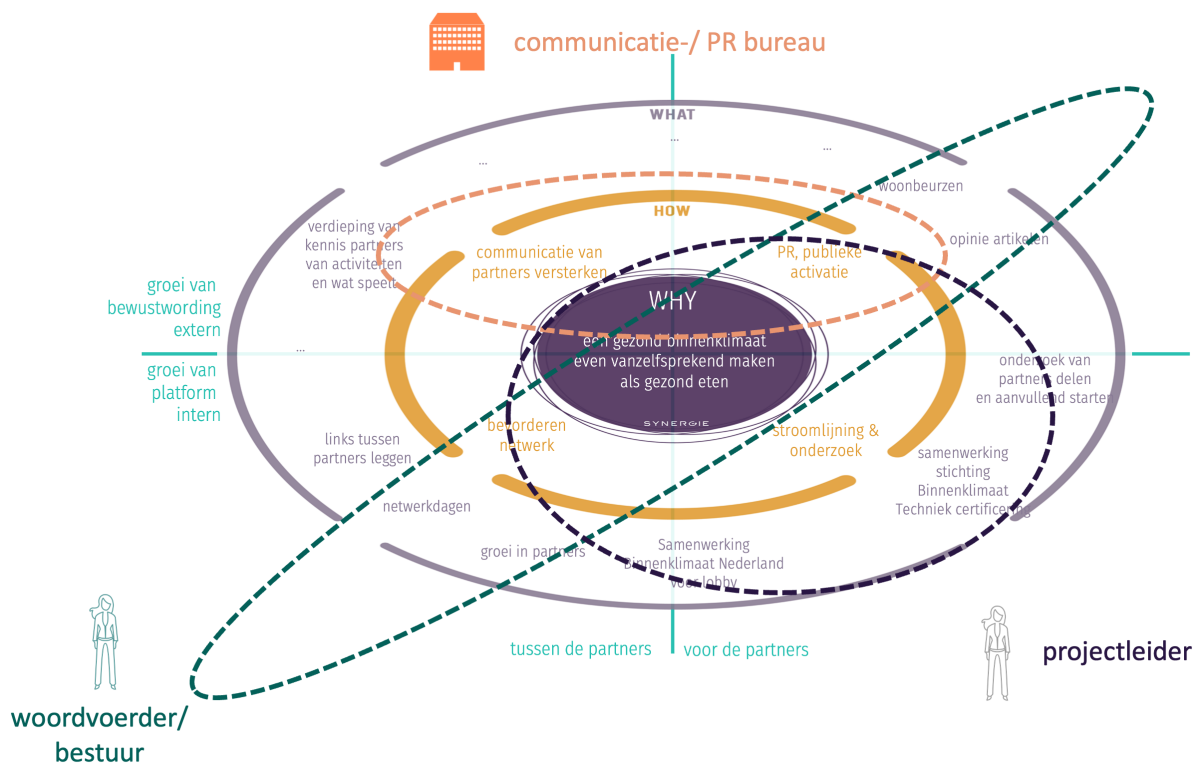 communicatie-/ PR bureau
WHAT
...
...
...
woonbeurzen
HOW
verdieping van
kennis partners
van activiteiten
en wat speelt
communicatie van
partners versterken
PR, publieke
activatie
opinie artikelen
groei van
bewustwording
extern
WHY
een gezond binnenklimaat
even vanzelfsprekend maken
als gezond eten
SYNERGIE
...
groei van
platform
intern
onderzoek van
partners delen
en aanvullend starten
links tussen
partners leggen
bevorderen
netwerk
stroomlijning &
onderzoek
samenwerking
stichting
Binnenklimaat
Techniek certificering
netwerkdagen
groei in partners
Samenwerking
Binnenklimaat Nederland
voor lobby
tussen de partners
voor de partners
projectleider
woordvoerder/
bestuur